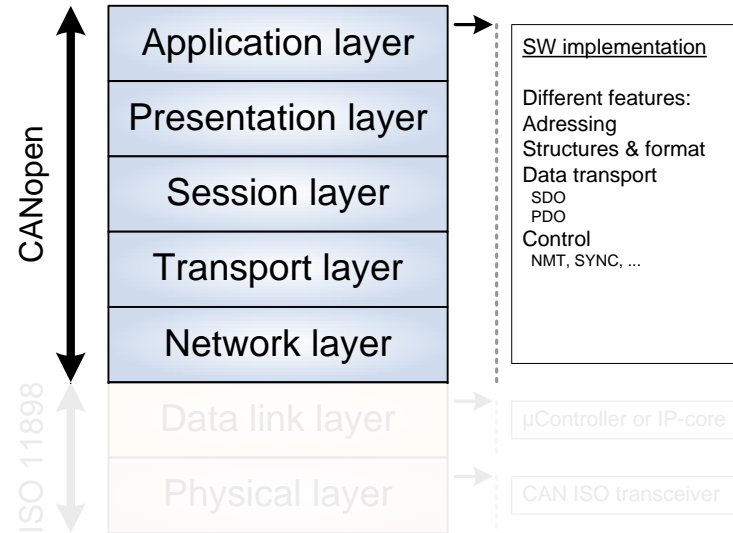 CANopen
ISO 11898
Application layer
Presentation layer
Session layer
Transport layer
Network layer
Data link layer
Physical layer
SW implementation
Different features:
Adressing
Structures & format
Data transport
SDO
PDO
Control
NMT, SYNC, ...
µController or IP-core
CAN ISO transceiver